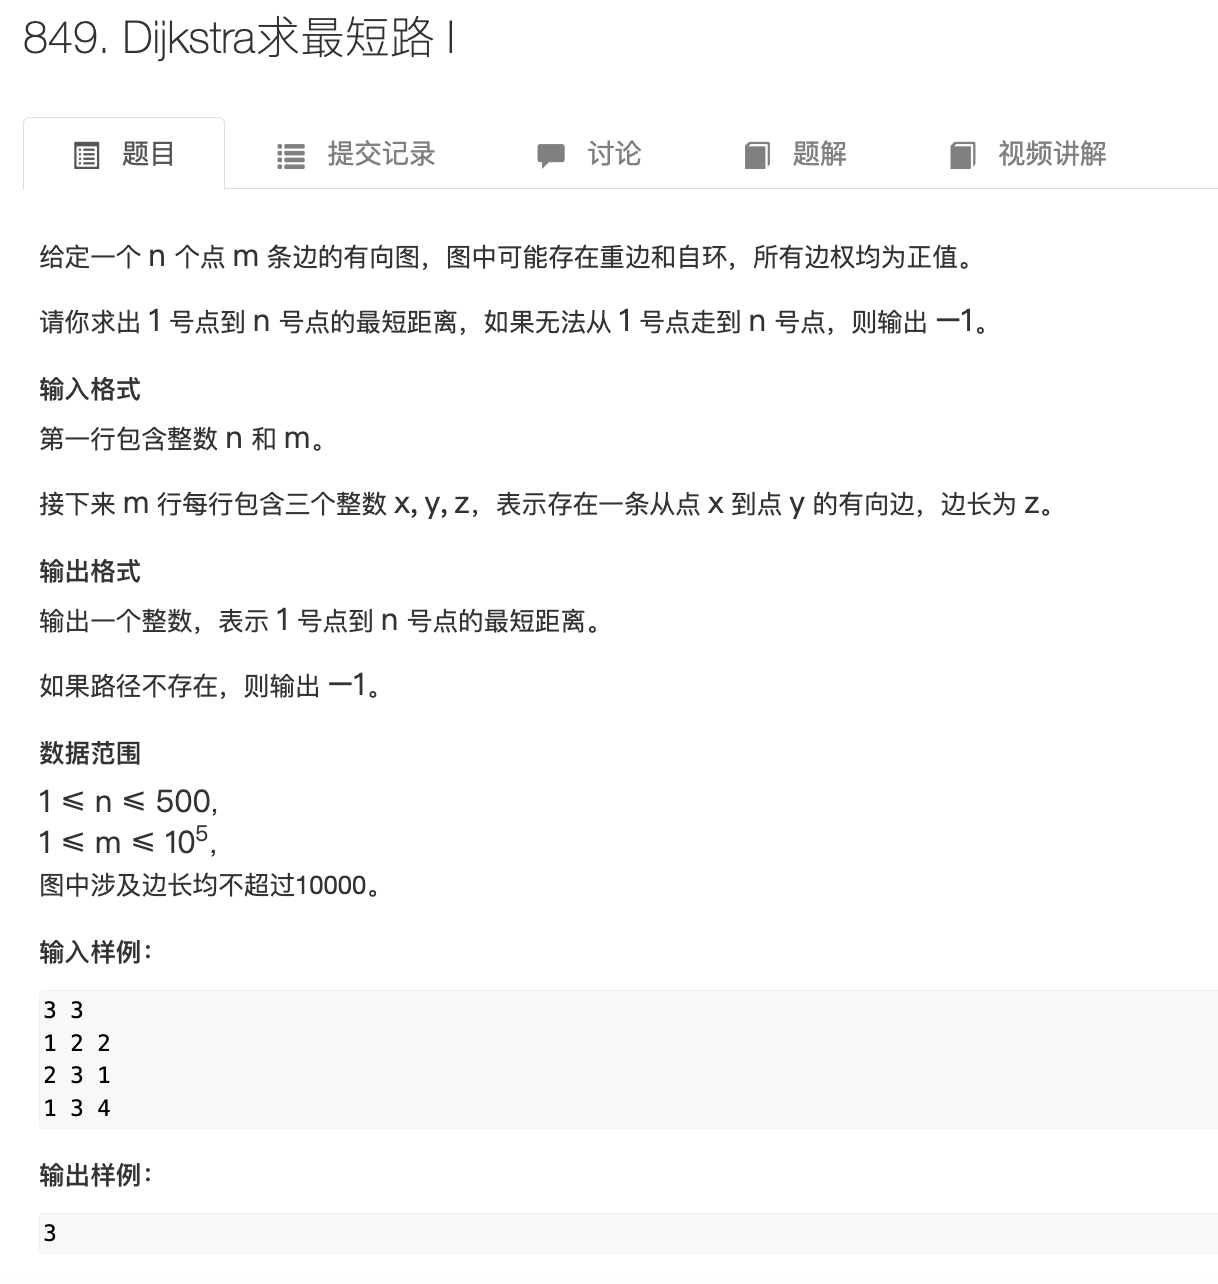 849. Dijkstra求最短路 I
题目 提交记录 讨论 题解 视频讲解
给定一个 n 个点 m 条边的有向图，图中可能存在重边和自环，所有边权均为正值。
请你求出 1 号点到 n 号点的最短距离，如果无法从 1 号点走到 n 号点，则输出 −1。
输入格式
第一行包含整数 n 和 m。
接下来 m 行每行包含三个整数 x, y, z，表示存在一条从点 x 到点 y 的有向边，边长为 z。
输出格式
输出一个整数，表示 1 号点到 n 号点的最短距离。
如果路径不存在，则输出 −1。
数据范围
1 ⩽ n ⩽ 500,
1 ⩽ m ⩽ 10⁵,
图中涉及边长均不超过10000。
输入样例：
3 3
1 2 2
2 3 1
1 3 4
输出样例：
3